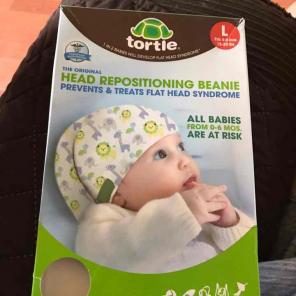 L
tortle.
1 IN 2 BABIES WILL DEVELOP FLAT HEAD SYNDROME
THE ORIGINAL
HEAD REPOSITIONING BEANIE
PREVENTS & TREATS FLAT HEAD SYNDROME
ALL BABIES
FROM 0-6 MOS.
ARE AT RISK